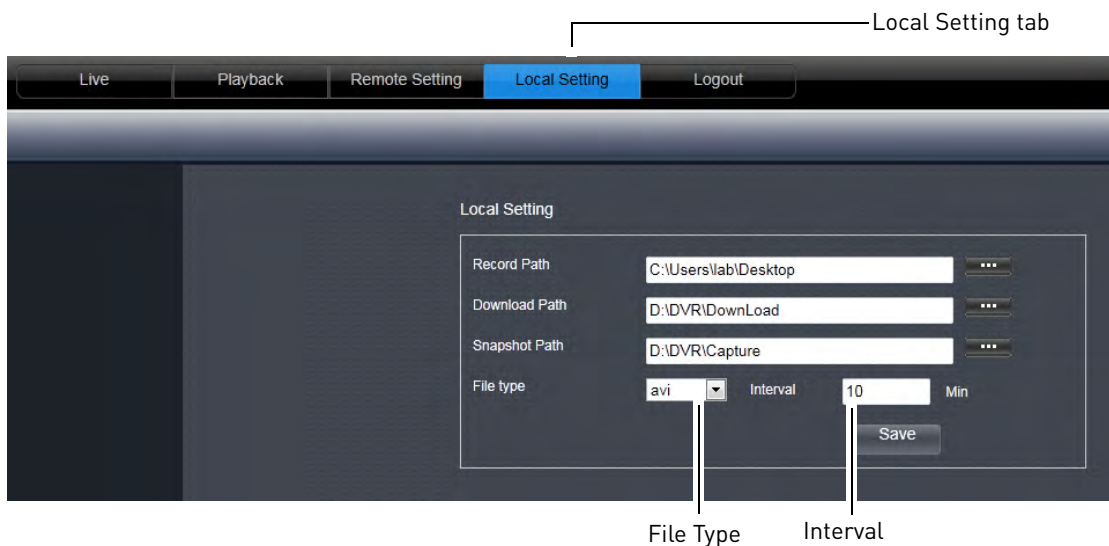 Local Setting tab
Live Playback Remote Setting Local Setting Logout
Local Setting
Record Path C:\Users\lab\Desktop ...
Download Path D:\DVR\DownLoad ...
Snapshot Path D:\DVR\Capture ...
File type avi Interval 10 Min
Save
File Type Interval